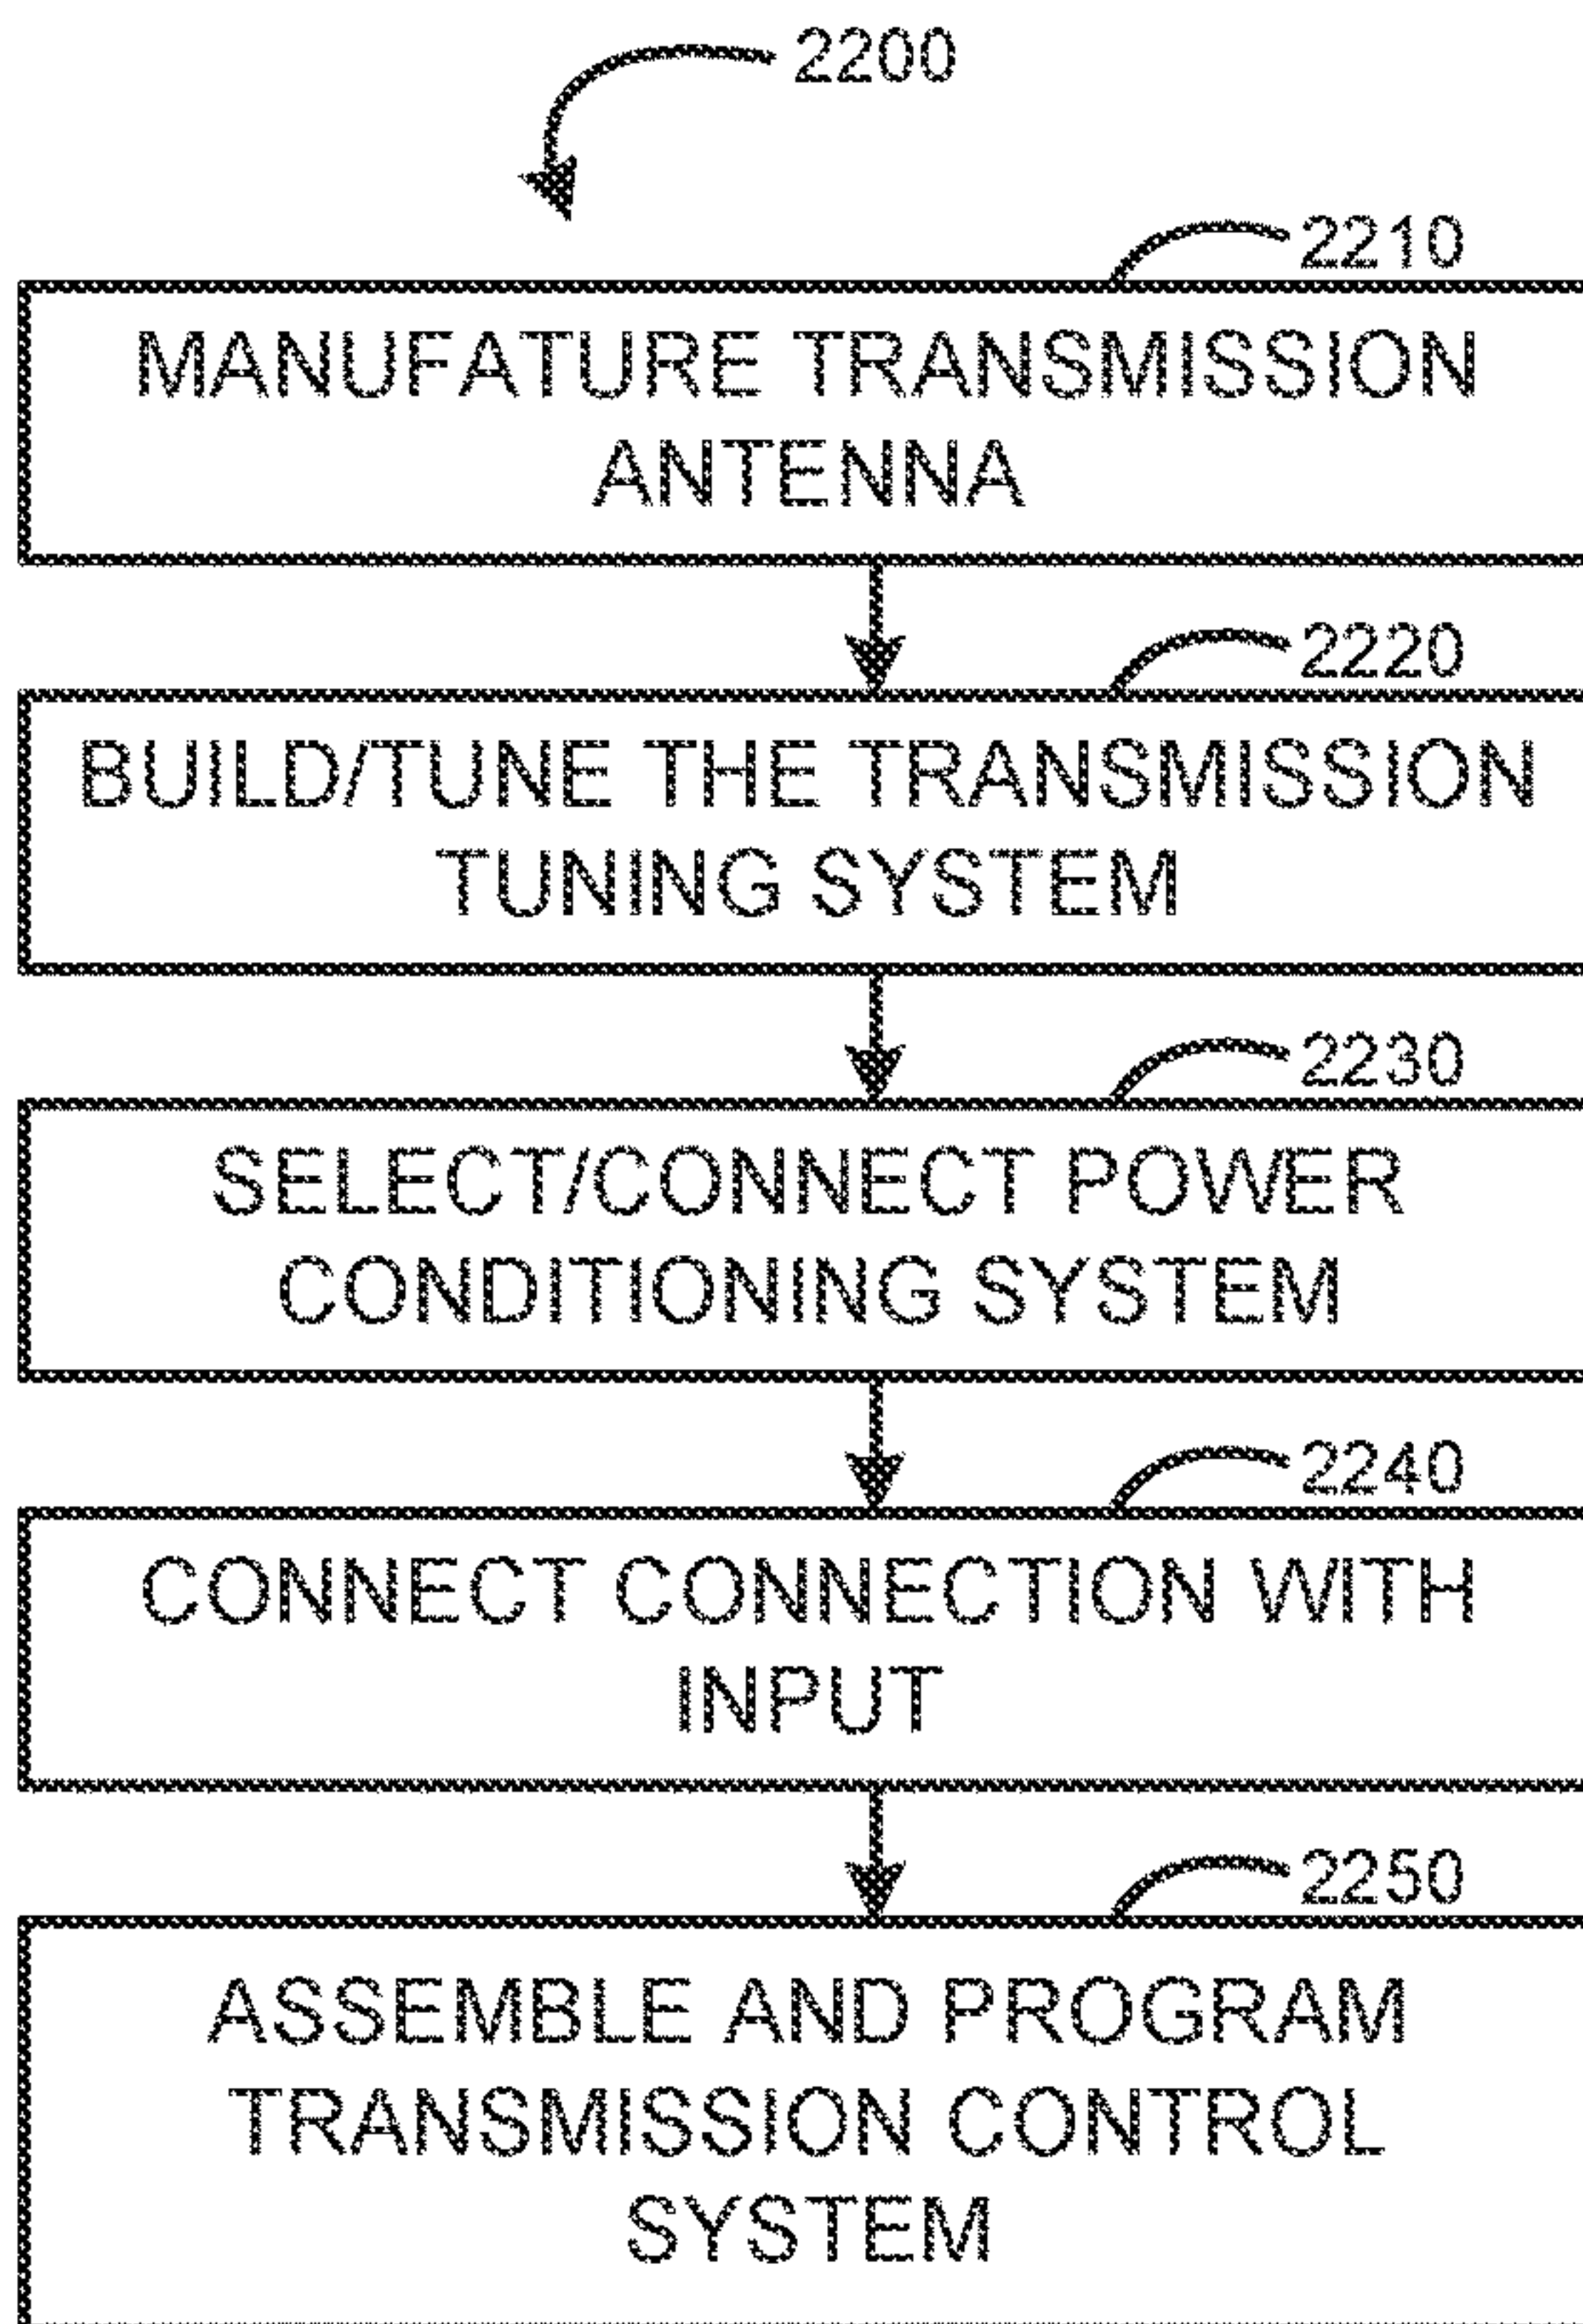 2200
2210
MANUFATURE TRANSMISSION
ANTENNA
2220
BUILD/TUNE THE TRANSMISSION
TUNING SYSTEM
2230
SELECT/CONNECT POWER
CONDITIONING SYSTEM
2240
CONNECT CONNECTION WITH
INPUT
2250
ASSEMBLE AND PROGRAM
TRANSMISSION CONTROL
SYSTEM